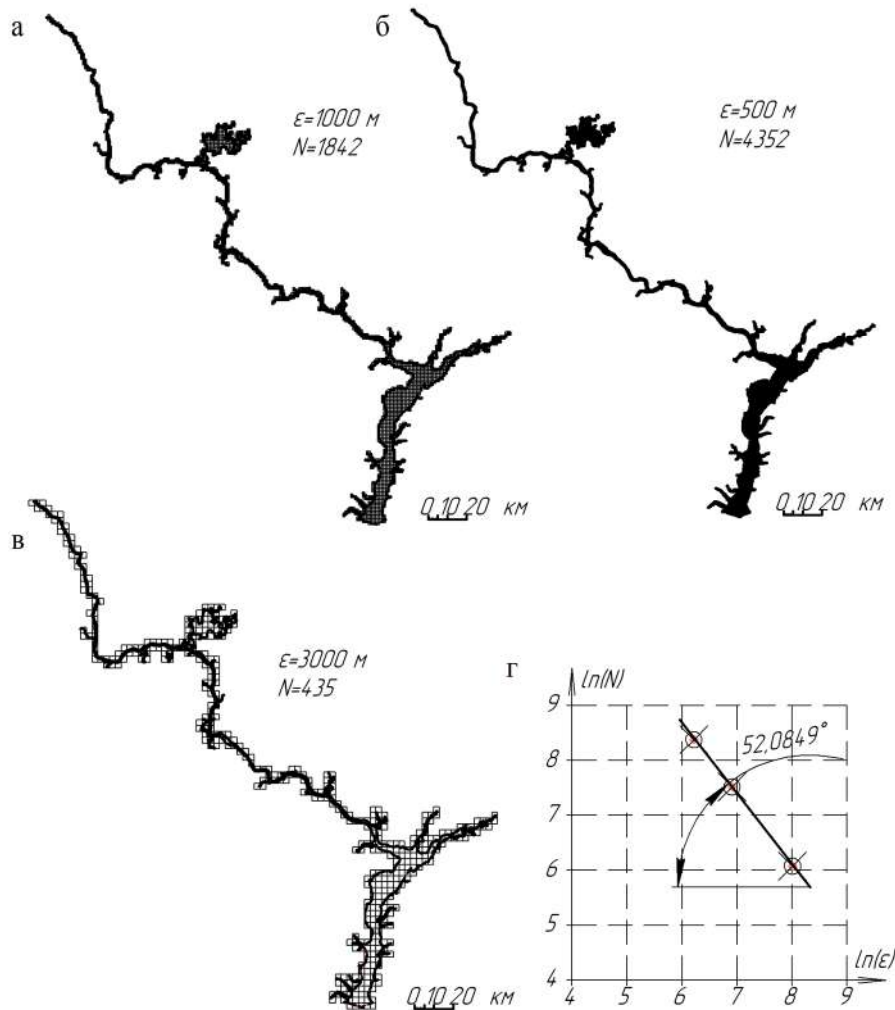 а
ε=1000 м
N=1842
0 10 20 км
б
ε=500 м
N=4352
0 10 20 км
в
ε=3000 м
N=435
0 10 20 км
г
ln(N)
9
8
7
6
5
4
52,0849°
ln(ε)
4 5 6 7 8 9